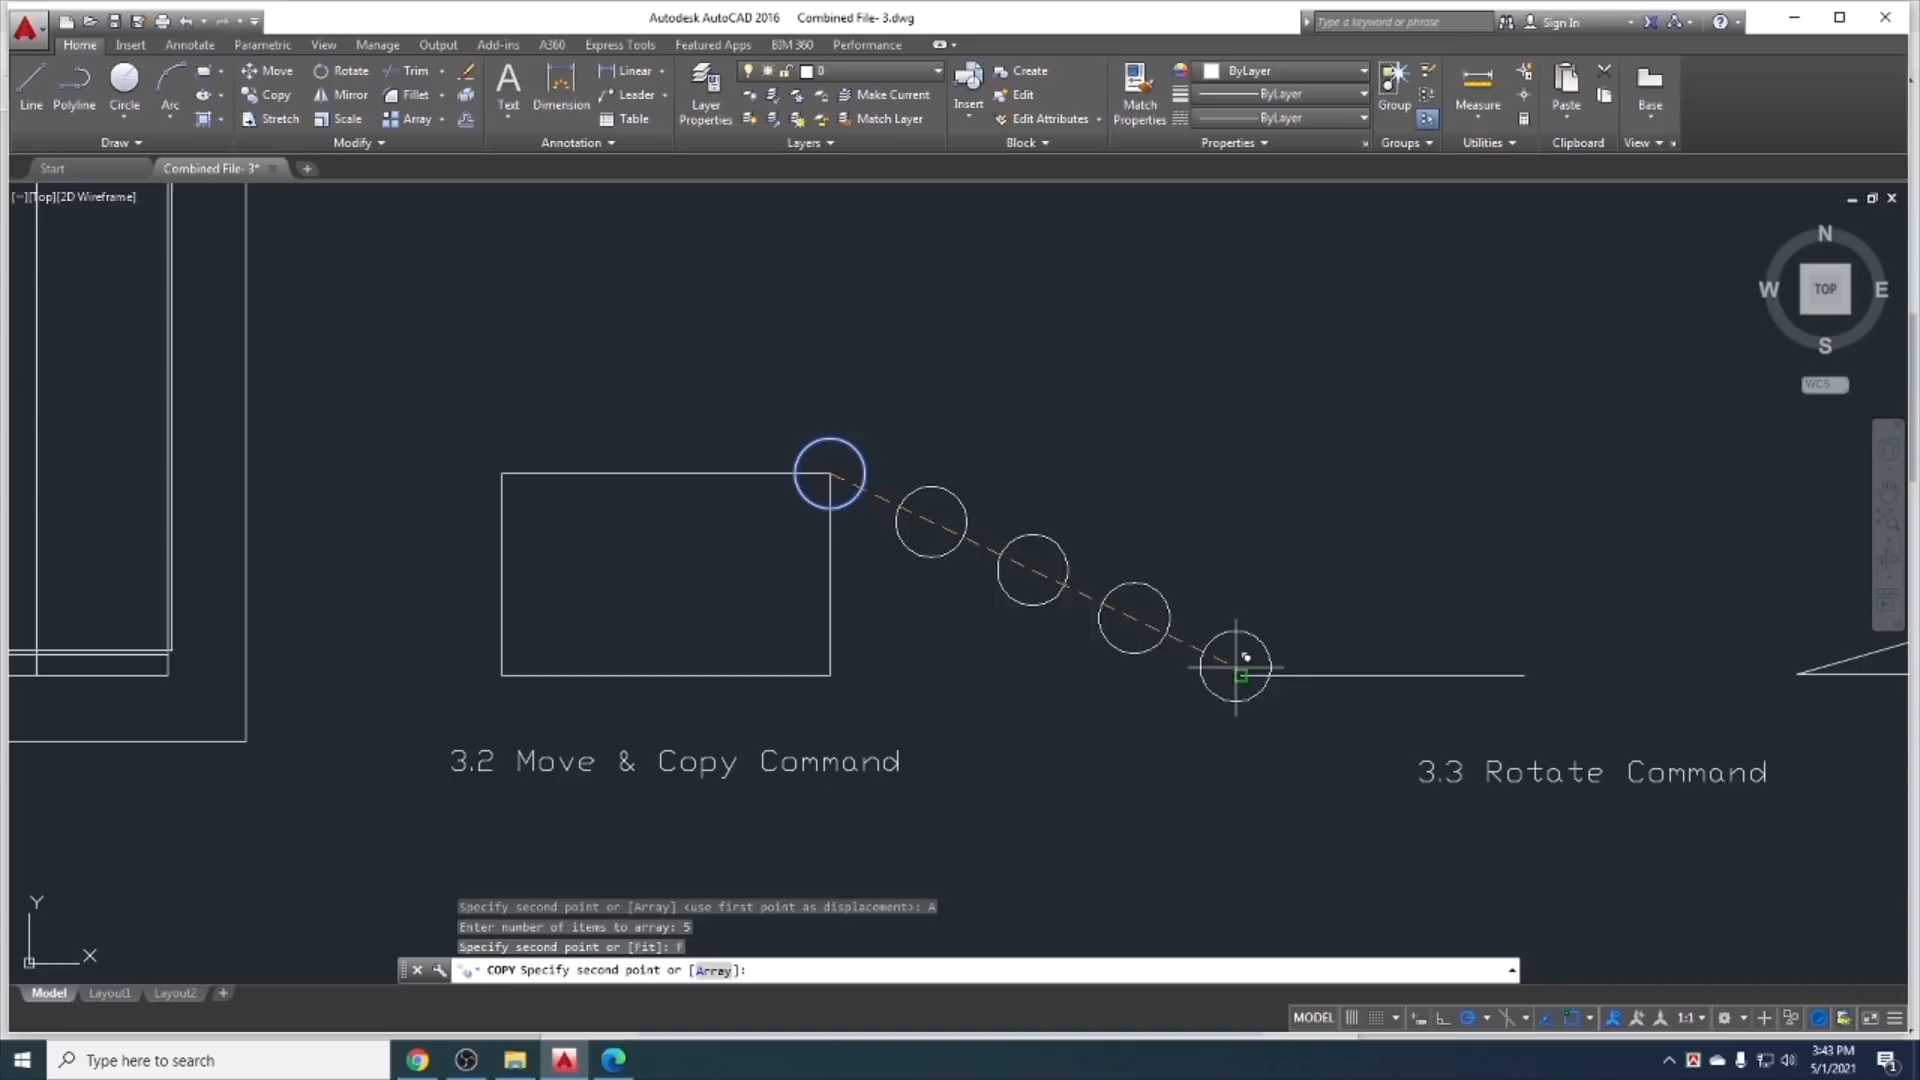 Autodesk AutoCAD 2016 Combined File- 3.dwg
Type a keyword or phrase
Sign In
Home Insert Annotate Parametric View Manage Output Add-ins A360 Express Tools Featured Apps BIM 360 Performance
Line Polyline Circle Arc
Move Rotate Trim
Copy Mirror Fillet
Stretch Scale Array
Text Dimension
Linear
Leader
Table
Layer Properties
0
Make Current
Match Layer
Insert
Create
Edit
Edit Attributes
Match Properties
ByLayer
ByLayer
ByLayer
Group Measure Paste Base
Draw Modify Annotation Layers Block Properties Groups Utilities Clipboard View
Start Combined File- 3*
[−][Top][2D Wireframe]
N
W TOP E
S
WCS
3.2 Move & Copy Command
3.3 Rotate Command
Y
X
Specify second point or [Array] <use first point as displacement>: A
Enter number of items to array: 5
Specify second point or [Fit]: F
COPY Specify second point or [Array]:
Model Layout1 Layout2 +
MODEL 1:1
Type here to search
3:43 PM
5/1/2021
1